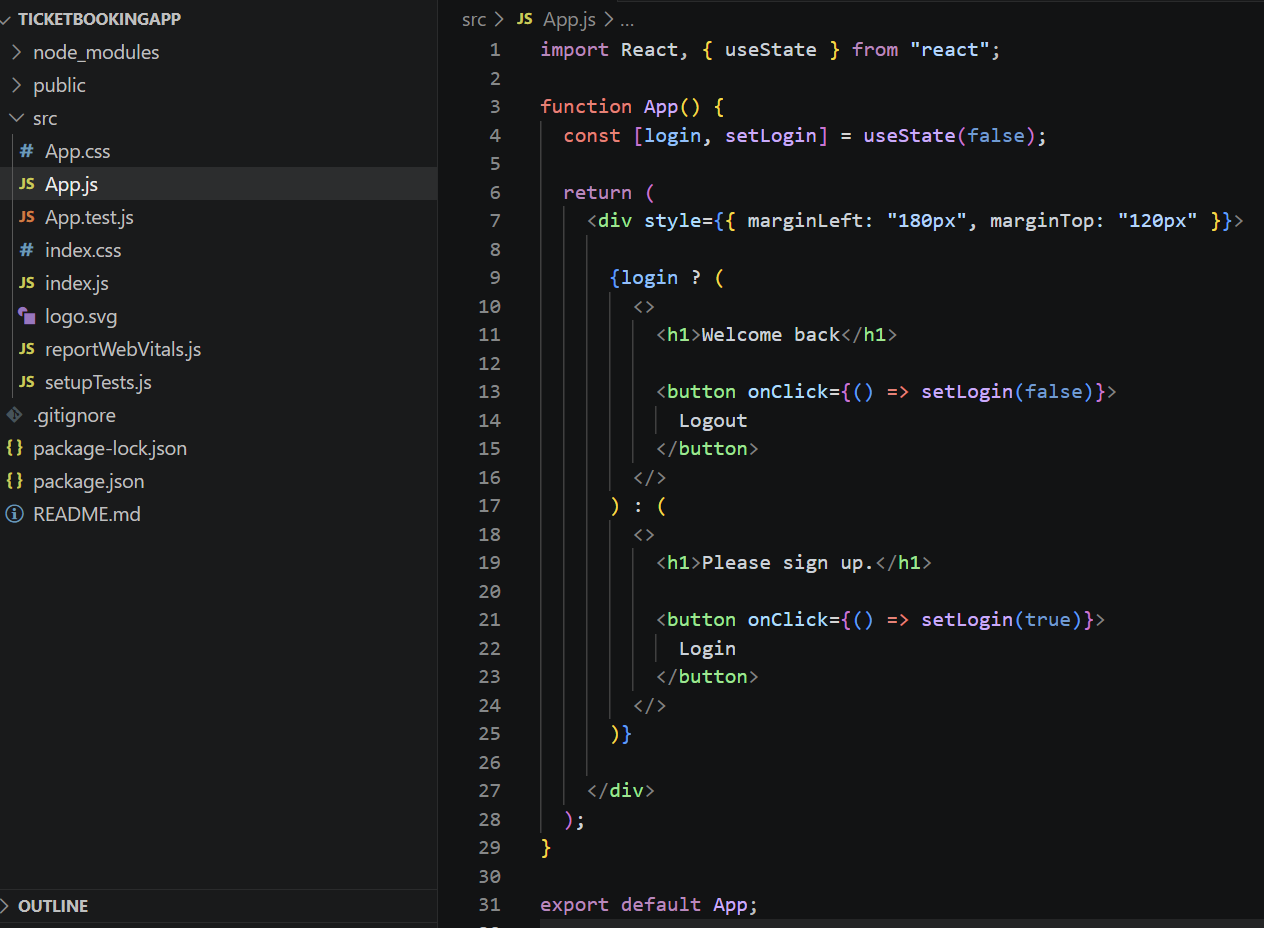 TICKETBOOKINGAPP
node_modules
public
src
# App.css
JS App.js
JS App.test.js
# index.css
JS index.js
logo.svg
JS reportWebVitals.js
JS setupTests.js
.gitignore
{} package-lock.json
{} package.json
README.md
OUTLINE
src > JS App.js > ...
1 import React, { useState } from "react";
2
3 function App() {
4 const [login, setLogin] = useState(false);
5
6 return (
7 <div style={{ marginLeft: "180px", marginTop: "120px" }}>
8
9 {login ? (
10 <>
11 <h1>Welcome back</h1>
12
13 <button onClick={() => setLogin(false)}>
14 Logout
15 </button>
16 </>
17 ) : (
18 <>
19 <h1>Please sign up.</h1>
20
21 <button onClick={() => setLogin(true)}>
22 Login
23 </button>
24 </>
25 )}
26
27 </div>
28 );
29 }
30
31 export default App;